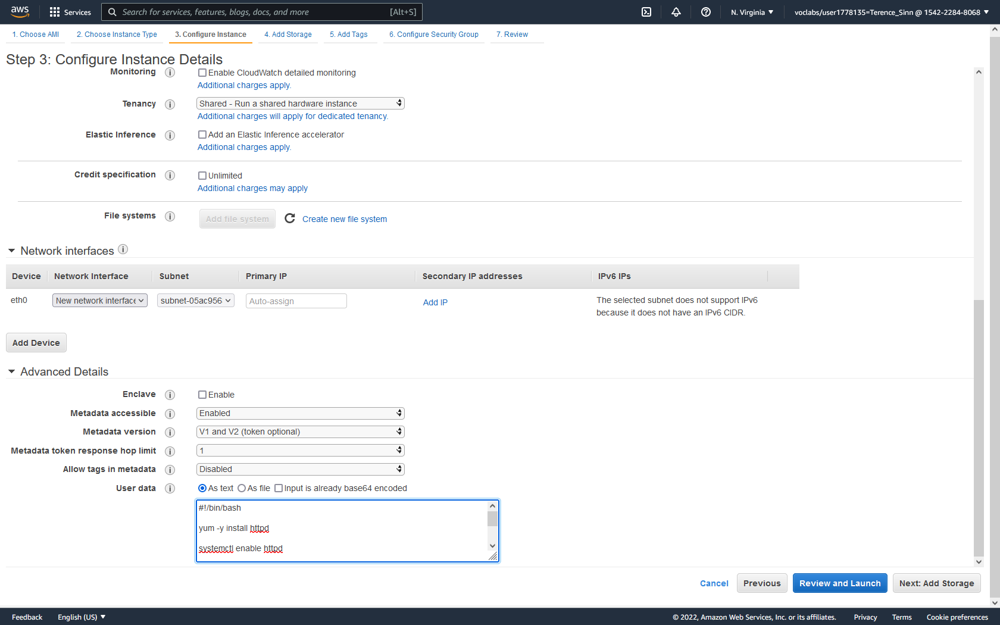 aws Services Search for services, features, blogs, docs, and more [Alt+S] N. Virginia ▼ voclabs/user1778135=Terence_Sinn @ 1542-2284-8068 ▼
1. Choose AMI 2. Choose Instance Type 3. Configure Instance 4. Add Storage 5. Add Tags 6. Configure Security Group 7. Review
Step 3: Configure Instance Details
Monitoring i Enable CloudWatch detailed monitoring
Additional charges apply.
Tenancy i Shared - Run a shared hardware instance
Additional charges will apply for dedicated tenancy.
Elastic Inference i Add an Elastic Inference accelerator
Additional charges apply.
Credit specification i Unlimited
Additional charges may apply
File systems i Add file system Create new file system
Network interfaces i
Device Network Interface Subnet Primary IP Secondary IP addresses IPv6 IPs
eth0 New network interface subnet-05ac956 Auto-assign Add IP The selected subnet does not support IPv6
because it does not have an IPv6 CIDR.
Add Device
Advanced Details
Enclave i Enable
Metadata accessible i Enabled
Metadata version i V1 and V2 (token optional)
Metadata token response hop limit i 1
Allow tags in metadata i Disabled
User data i As text As file Input is already base64 encoded
#!/bin/bash
yum -y install httpd
systemctl enable httpd
Cancel Previous Review and Launch Next: Add Storage
Feedback English (US) ▼ © 2022, Amazon Web Services, Inc. or its affiliates. Privacy Terms Cookie preferences